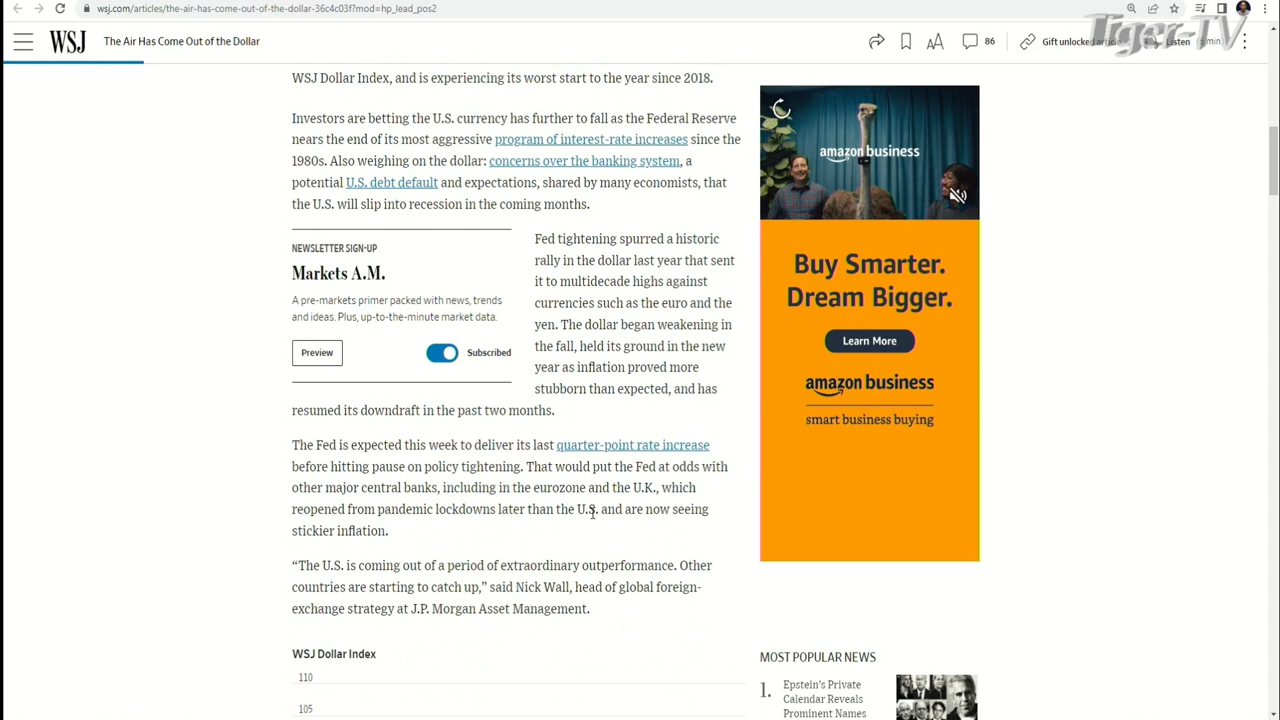 wsj.com/articles/the-air-has-come-out-of-the-dollar-36c4c03f?mod=hp_lead_pos2
Tiger-TV
WSJ
The Air Has Come Out of the Dollar
86
Gift unlocked article
Listen
WSJ Dollar Index, and is experiencing its worst start to the year since 2018.
Investors are betting the U.S. currency has further to fall as the Federal Reserve
nears the end of its most aggressive program of interest-rate increases since the
1980s. Also weighing on the dollar: concerns over the banking system, a
potential U.S. debt default and expectations, shared by many economists, that
the U.S. will slip into recession in the coming months.
NEWSLETTER SIGN-UP
Markets A.M.
A pre-markets primer packed with news, trends
and ideas. Plus, up-to-the-minute market data.
Preview
Subscribed
Fed tightening spurred a historic
rally in the dollar last year that sent
it to multidecade highs against
currencies such as the euro and the
yen. The dollar began weakening in
the fall, held its ground in the new
year as inflation proved more
stubborn than expected, and has
resumed its downdraft in the past two months.
The Fed is expected this week to deliver its last quarter-point rate increase
before hitting pause on policy tightening. That would put the Fed at odds with
other major central banks, including in the eurozone and the U.K., which
reopened from pandemic lockdowns later than the U.S. and are now seeing
stickier inflation.
“The U.S. is coming out of a period of extraordinary outperformance. Other
countries are starting to catch up,” said Nick Wall, head of global foreign-
exchange strategy at J.P. Morgan Asset Management.
WSJ Dollar Index
110
105
amazon business
Buy Smarter.
Dream Bigger.
Learn More
amazon business
smart business buying
MOST POPULAR NEWS
1.
Epstein's Private
Calendar Reveals
Prominent Names